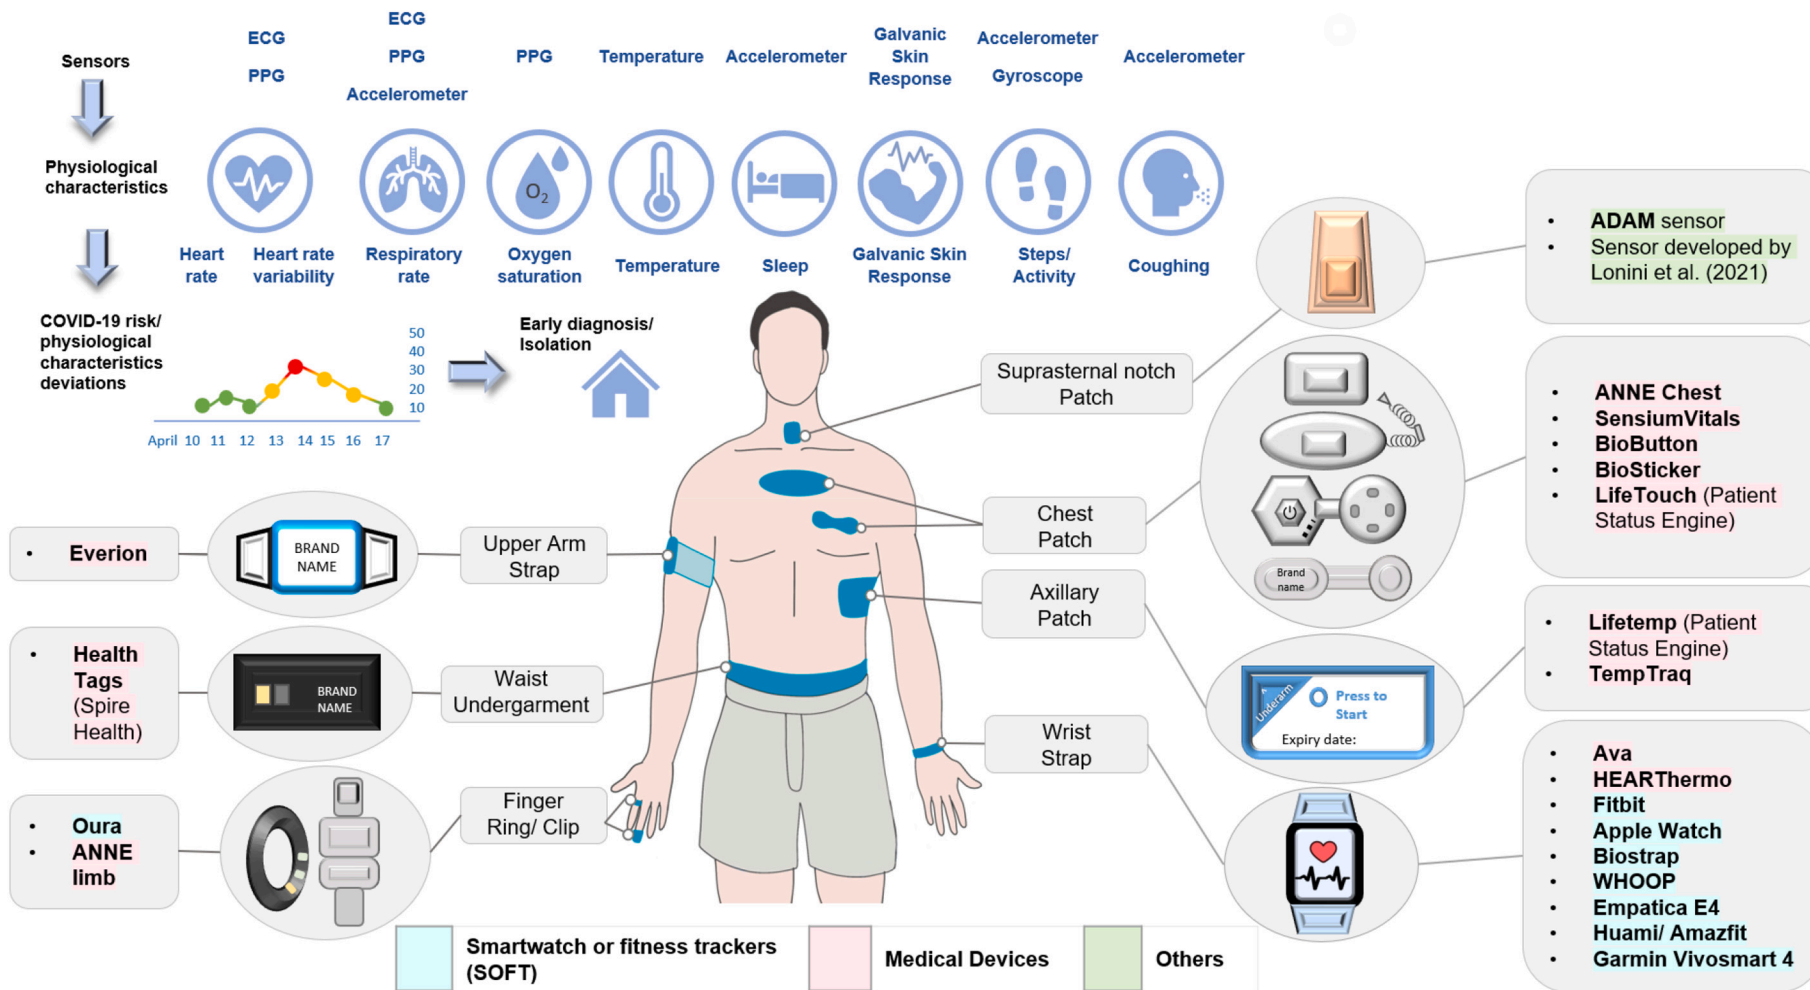 Sensors
Physiological
characteristics
COVID-19 risk/
physiological
characteristics
deviations
ECG
PPG
ECG
PPG
Accelerometer
PPG
Temperature
Accelerometer
Galvanic
Skin
Response
Accelerometer
Gyroscope
Accelerometer
O2
Heart
rate
Heart rate
variability
Respiratory
rate
Oxygen
saturation
Temperature
Sleep
Galvanic Skin
Response
Steps/
Activity
Coughing
50
40
30
20
10
April 10 11 12 13 14 15 16 17
Early diagnosis/
Isolation
Suprasternal notch
Patch
• ADAM sensor
• Sensor developed by
Lonini et al. (2021)
Chest
Patch
Brand
name
• ANNE Chest
• SensiumVitals
• BioButton
• BioSticker
• LifeTouch (Patient
Status Engine)
Axillary
Patch
Underarm
Press to
Start
Expiry date:
• Lifetemp (Patient
Status Engine)
• TempTraq
Wrist
Strap
• Ava
• HEARThermo
• Fitbit
• Apple Watch
• Biostrap
• WHOOP
• Empatica E4
• Huami/ Amazfit
• Garmin Vivosmart 4
• Everion
BRAND
NAME
Upper Arm
Strap
• Health
Tags
(Spire
Health)
BRAND
NAME
Waist
Undergarment
• Oura
• ANNE
limb
Finger
Ring/ Clip
Smartwatch or fitness trackers
(SOFT)
Medical Devices
Others